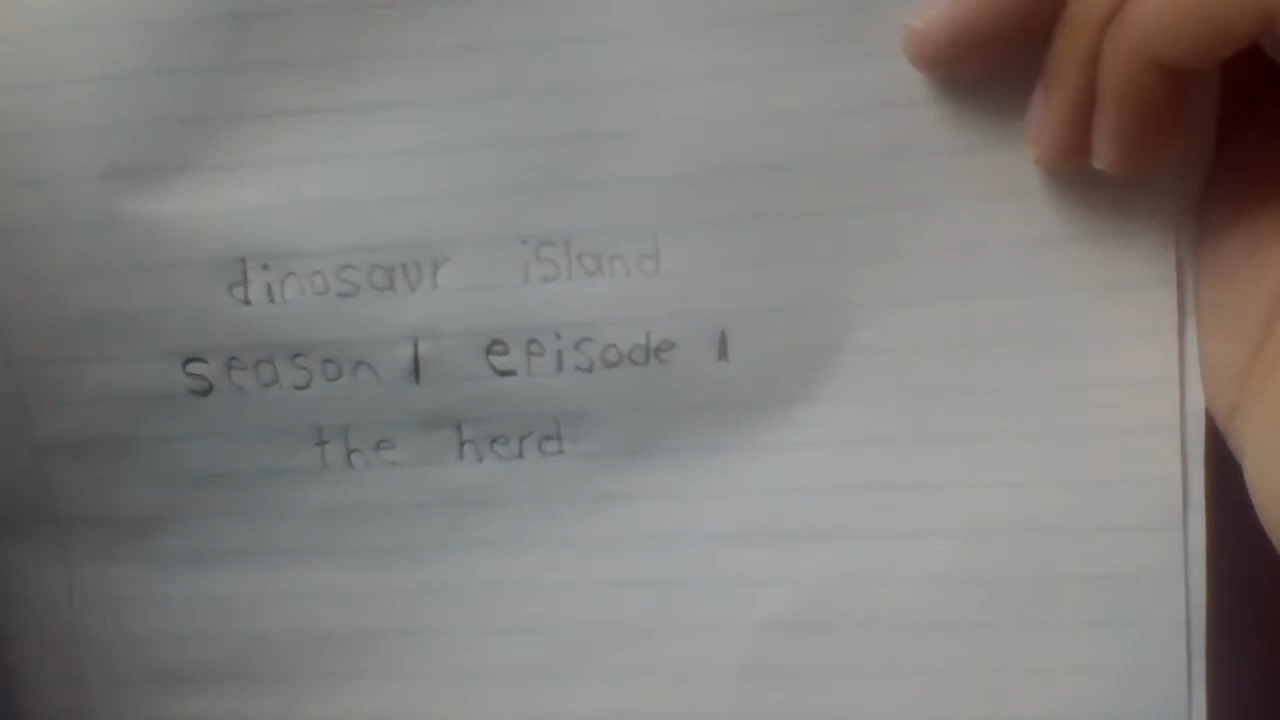 dinosaur island
season 1 episode 1
the herd